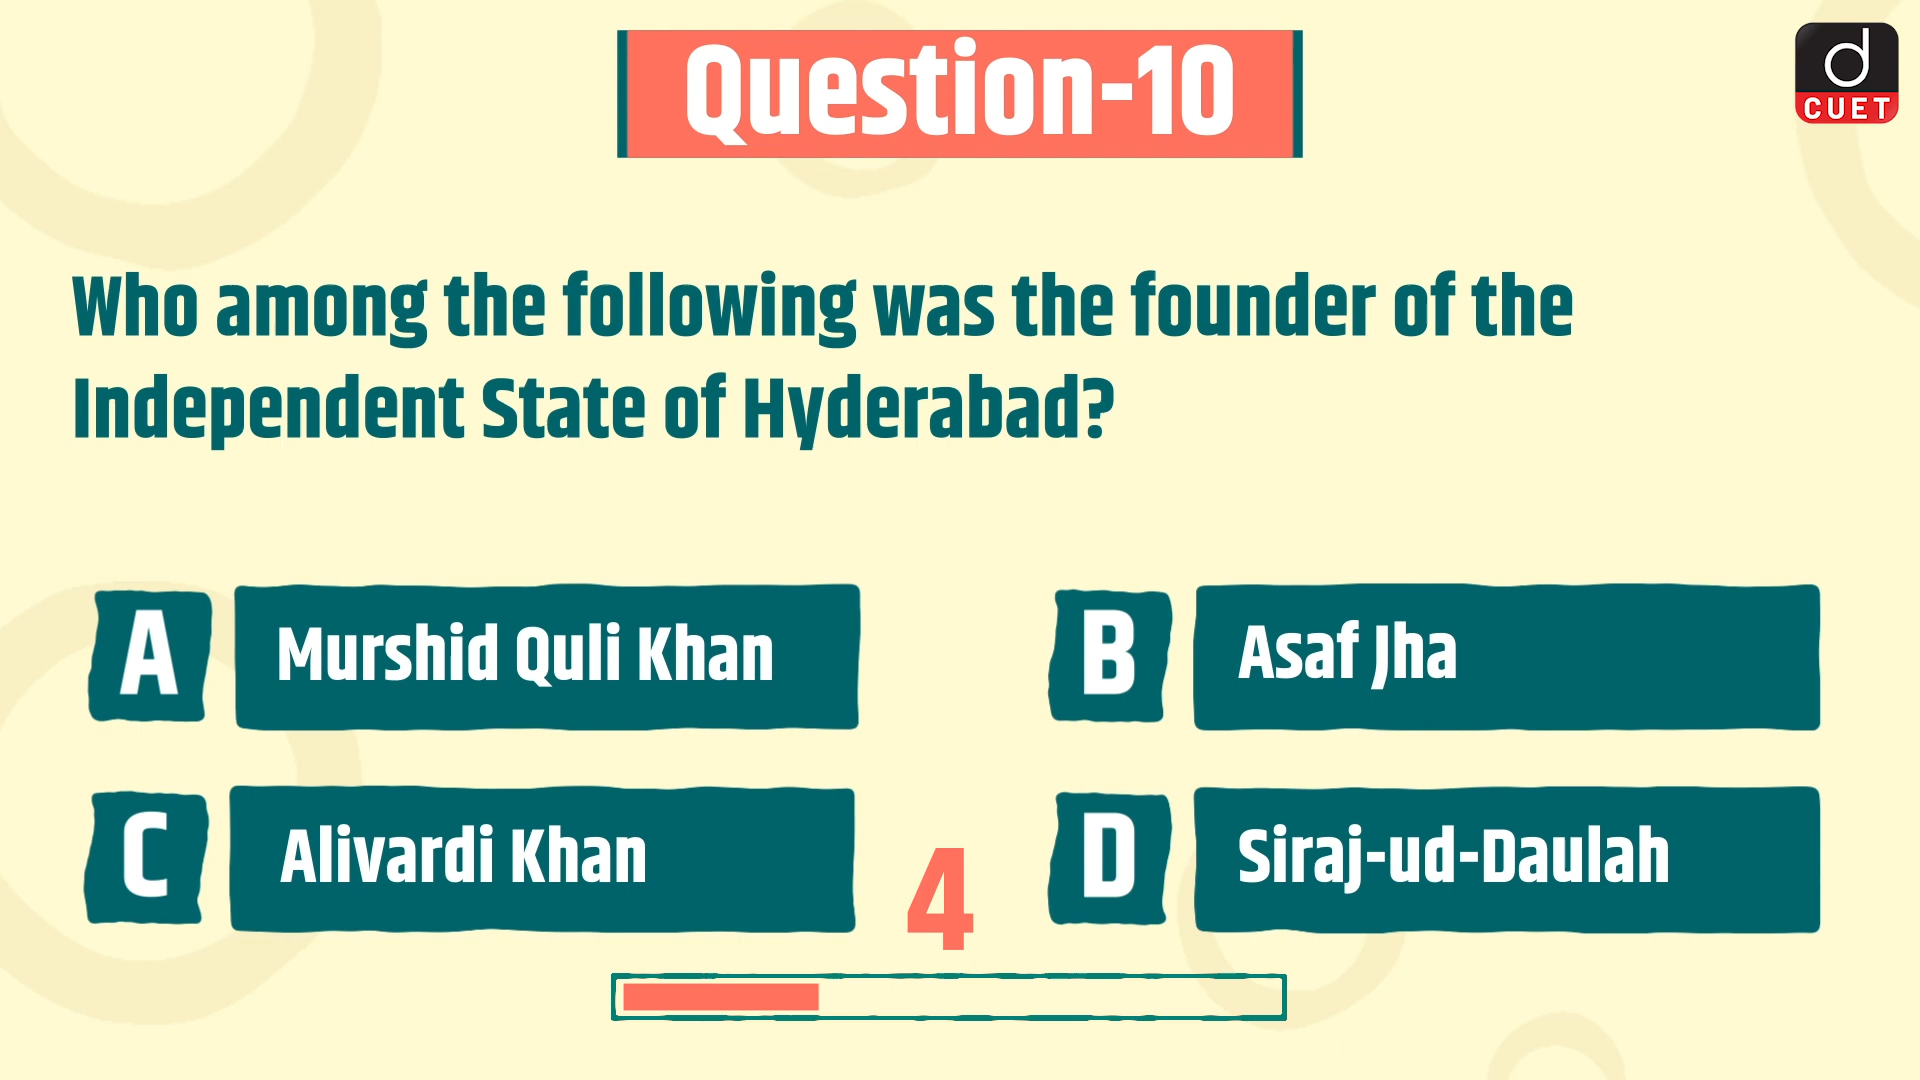 Question-10
d
CUET
Who among the following was the founder of the
Independent State of Hyderabad?
A
Murshid Quli Khan
B
Asaf Jha
C
Alivardi Khan
D
Siraj-ud-Daulah
4